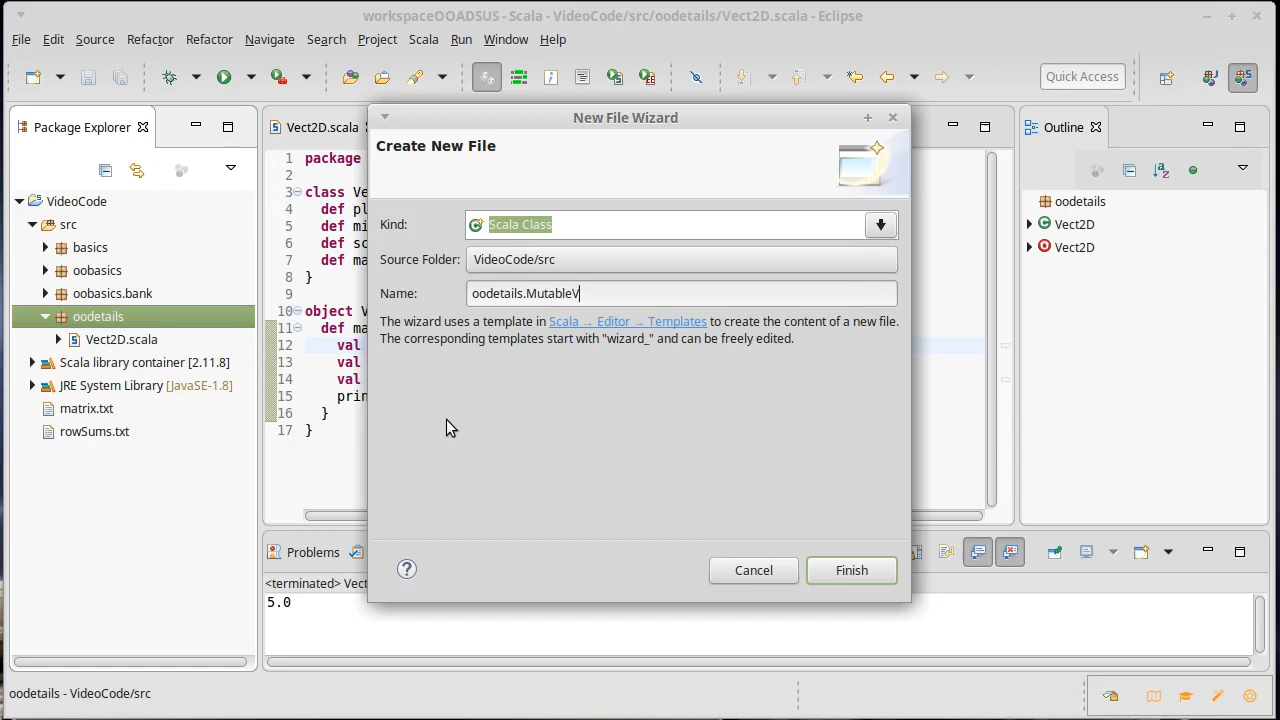 workspaceOOADSUS - Scala - VideoCode/src/oodetails/Vect2D.scala - Eclipse
File Edit Source Refactor Refactor Navigate Search Project Scala Run Window Help
Quick Access
Package Explorer
VideoCode
src
basics
oobasics
oobasics.bank
oodetails
Vect2D.scala
Scala library container [2.11.8]
JRE System Library [JavaSE-1.8]
matrix.txt
rowSums.txt
Vect2D.scala
1 package
2
3 class Ve
4 def pl
5 def mi
6 def sc
7 def ma
8 }
9
10 object V
11 def ma
12 val
13 val
14 val
15 prin
16 }
17 }
New File Wizard
Create New File
Kind: Scala Class
Source Folder: VideoCode/src
Name: oodetails.MutableV
The wizard uses a template in Scala → Editor → Templates to create the content of a new file.
The corresponding templates start with "wizard_" and can be freely edited.
Cancel Finish
Outline
oodetails
Vect2D
Vect2D
Problems
<terminated> Vect
5.0
oodetails - VideoCode/src